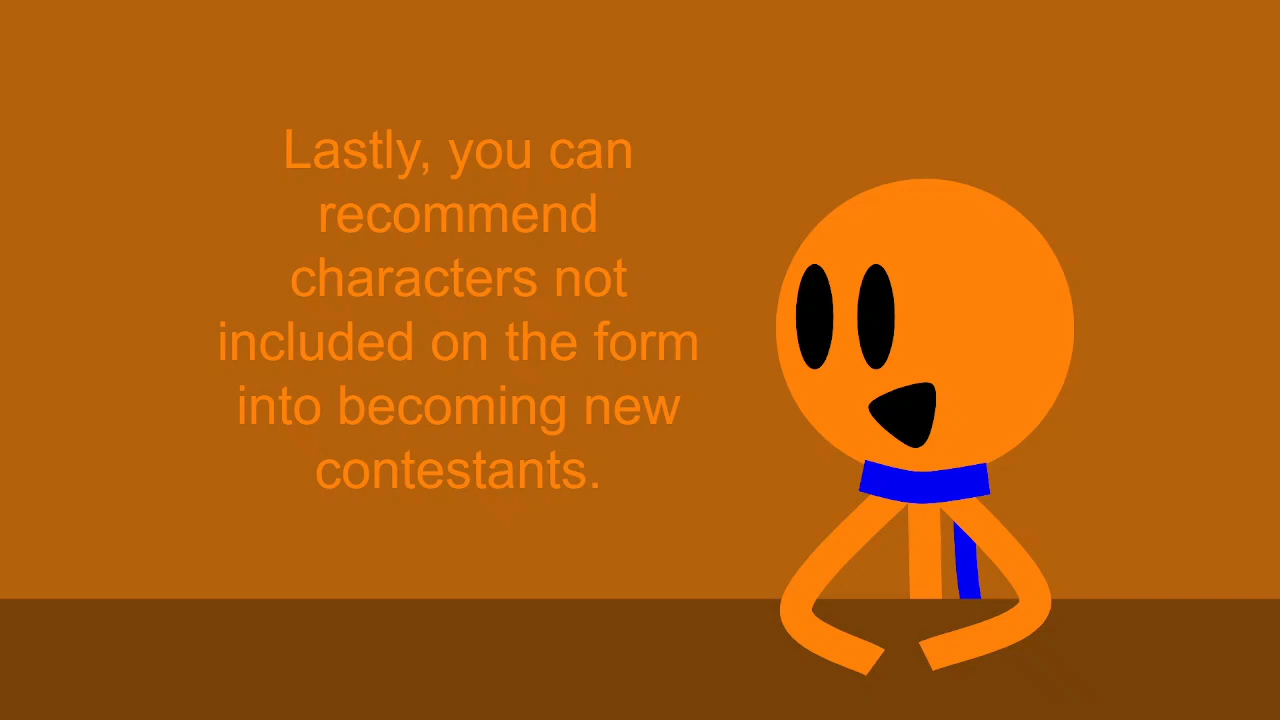 Lastly, you can
recommend
characters not
included on the form
into becoming new
contestants.